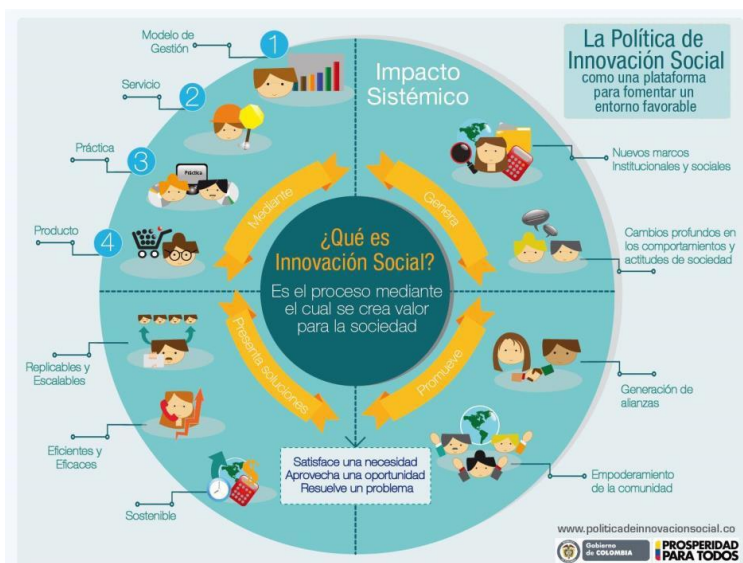 La Política de
Innovación Social
como una plataforma
para fomentar un
entorno favorable
Impacto
Sistémico
Modelo de
Gestión
1
Servicio
2
Práctica
3
Práctica
Producto
4
Mediante
Genera
Nuevos marcos
Institucionales y sociales
Cambios profundos en
los comportamientos y
actitudes de sociedad
¿Qué es
Innovación Social?
Es el proceso mediante
el cual se crea valor
para la sociedad
Presenta soluciones
Promueve
Replicables y
Escalables
Eficientes y
Eficaces
Sostenible
Generación de
alianzas
Empoderamiento
de la comunidad
Satisface una necesidad
Aprovecha una oportunidad
Resuelve un problema
www.politicadeinnovacionsocial.co
Gobierno
de COLOMBIA
PROSPERIDAD
PARA TODOS